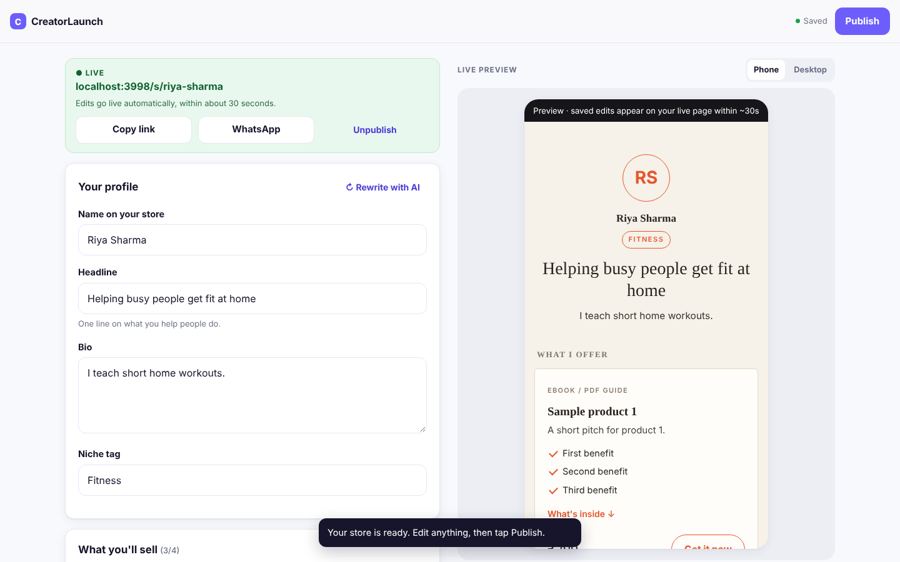 C CreatorLaunch
Saved
Publish
LIVE
localhost:3998/s/riya-sharma
Edits go live automatically, within about 30 seconds.
Copy link
WhatsApp
Unpublish
Your profile
Rewrite with AI
Name on your store
Riya Sharma
Headline
Helping busy people get fit at home
One line on what you help people do.
Bio
I teach short home workouts.
Niche tag
Fitness
What you'll sell (3/4)
LIVE PREVIEW
Phone
Desktop
Preview · saved edits appear on your live page within ~30s
RS
Riya Sharma
FITNESS
Helping busy people get fit at
home
I teach short home workouts.
WHAT I OFFER
EBOOK / PDF GUIDE
Sample product 1
A short pitch for product 1.
First benefit
Second benefit
Third benefit
What's inside ↓
Get it now
Your store is ready. Edit anything, then tap Publish.